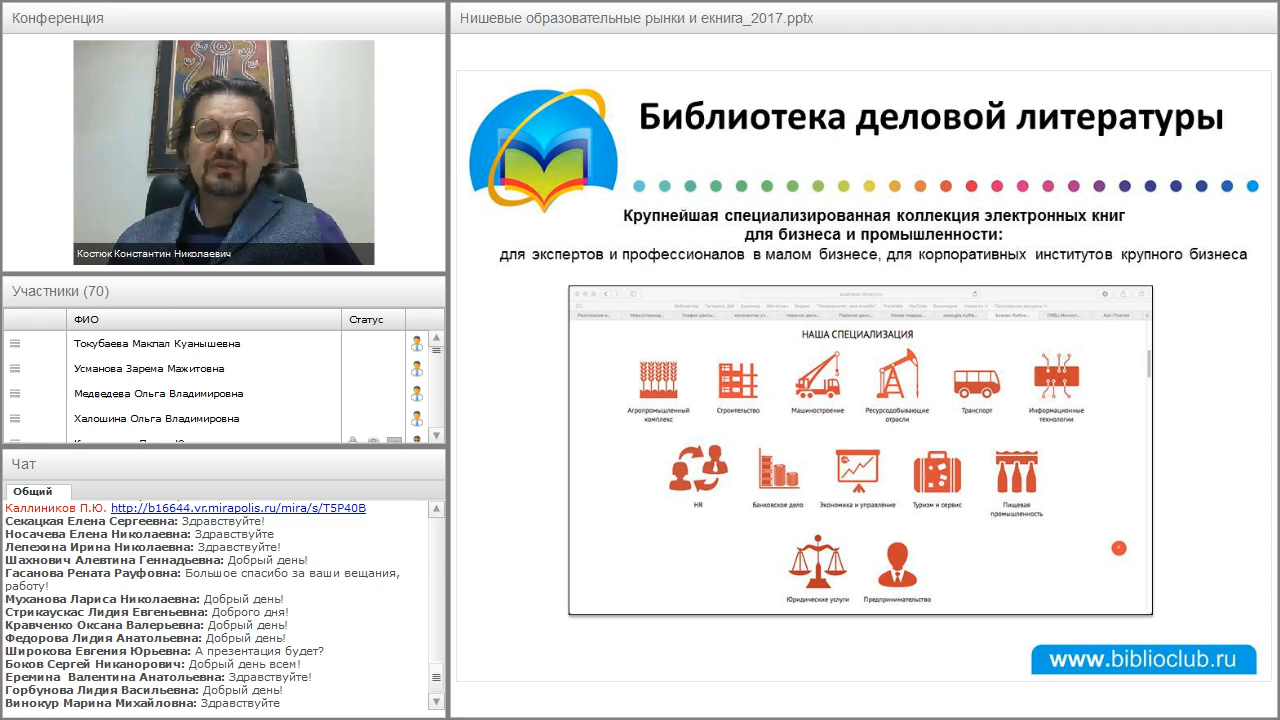 Конференция
Костюк Константин Николаевич
Участники (70)
ФИО
Статус
Токубаева Макпал Куанышевна
Усманова Зарема Мажитовна
Медведева Ольга Владимировна
Халошина Ольга Владимировна
Чат
Общий
Каллиников П.Ю. http://b16644.vr.mirapolis.ru/mira/s/T5P40B
Секацкая Елена Сергеевна: Здравствуйте!
Носачева Елена Николаевна: Здравствуйте
Лепехина Ирина Николаевна: Здравствуйте!
Шахнович Алевтина Геннадьевна: Добрый день!
Гасанова Рената Рауфовна: Большое спасибо за ваши вещания,
работу!
Муханова Лариса Николаевна: Добрый день!
Стрикаускас Лидия Евгеньевна: Доброго дня!
Кравченко Оксана Валерьевна: Добрый день!
Федорова Лидия Анатольевна: Добрый день!
Широкова Евгения Юрьевна: А презентация будет?
Боков Сергей Никанорович: Добрый день всем!
Еремина Валентина Анатольевна: Здравствуйте!
Горбунова Лидия Васильевна: Добрый день!
Винокур Марина Михайловна: Здравствуйте
Нишевые образовательные рынки и екнига_2017.pptx
Библиотека деловой литературы
Крупнейшая специализированная коллекция электронных книг
для бизнеса и промышленности:
для экспертов и профессионалов в малом бизнесе, для корпоративных институтов крупного бизнеса
НАША СПЕЦИАЛИЗАЦИЯ
Агропромышленный
комплекс
Строительство
Машиностроение
Ресурсодобывающие
отрасли
Транспорт
Информационные
технологии
HR
Банковское дело
Экономика и управление
Туризм и сервис
Пищевая
промышленность
Юридические услуги
Предпринимательство
www.biblioclub.ru